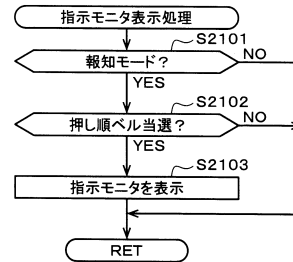 指示モニタ表示処理
S2101
報知モード？
NO
YES
S2102
押し順ベル当選？
NO
YES
S2103
指示モニタを表示
RET